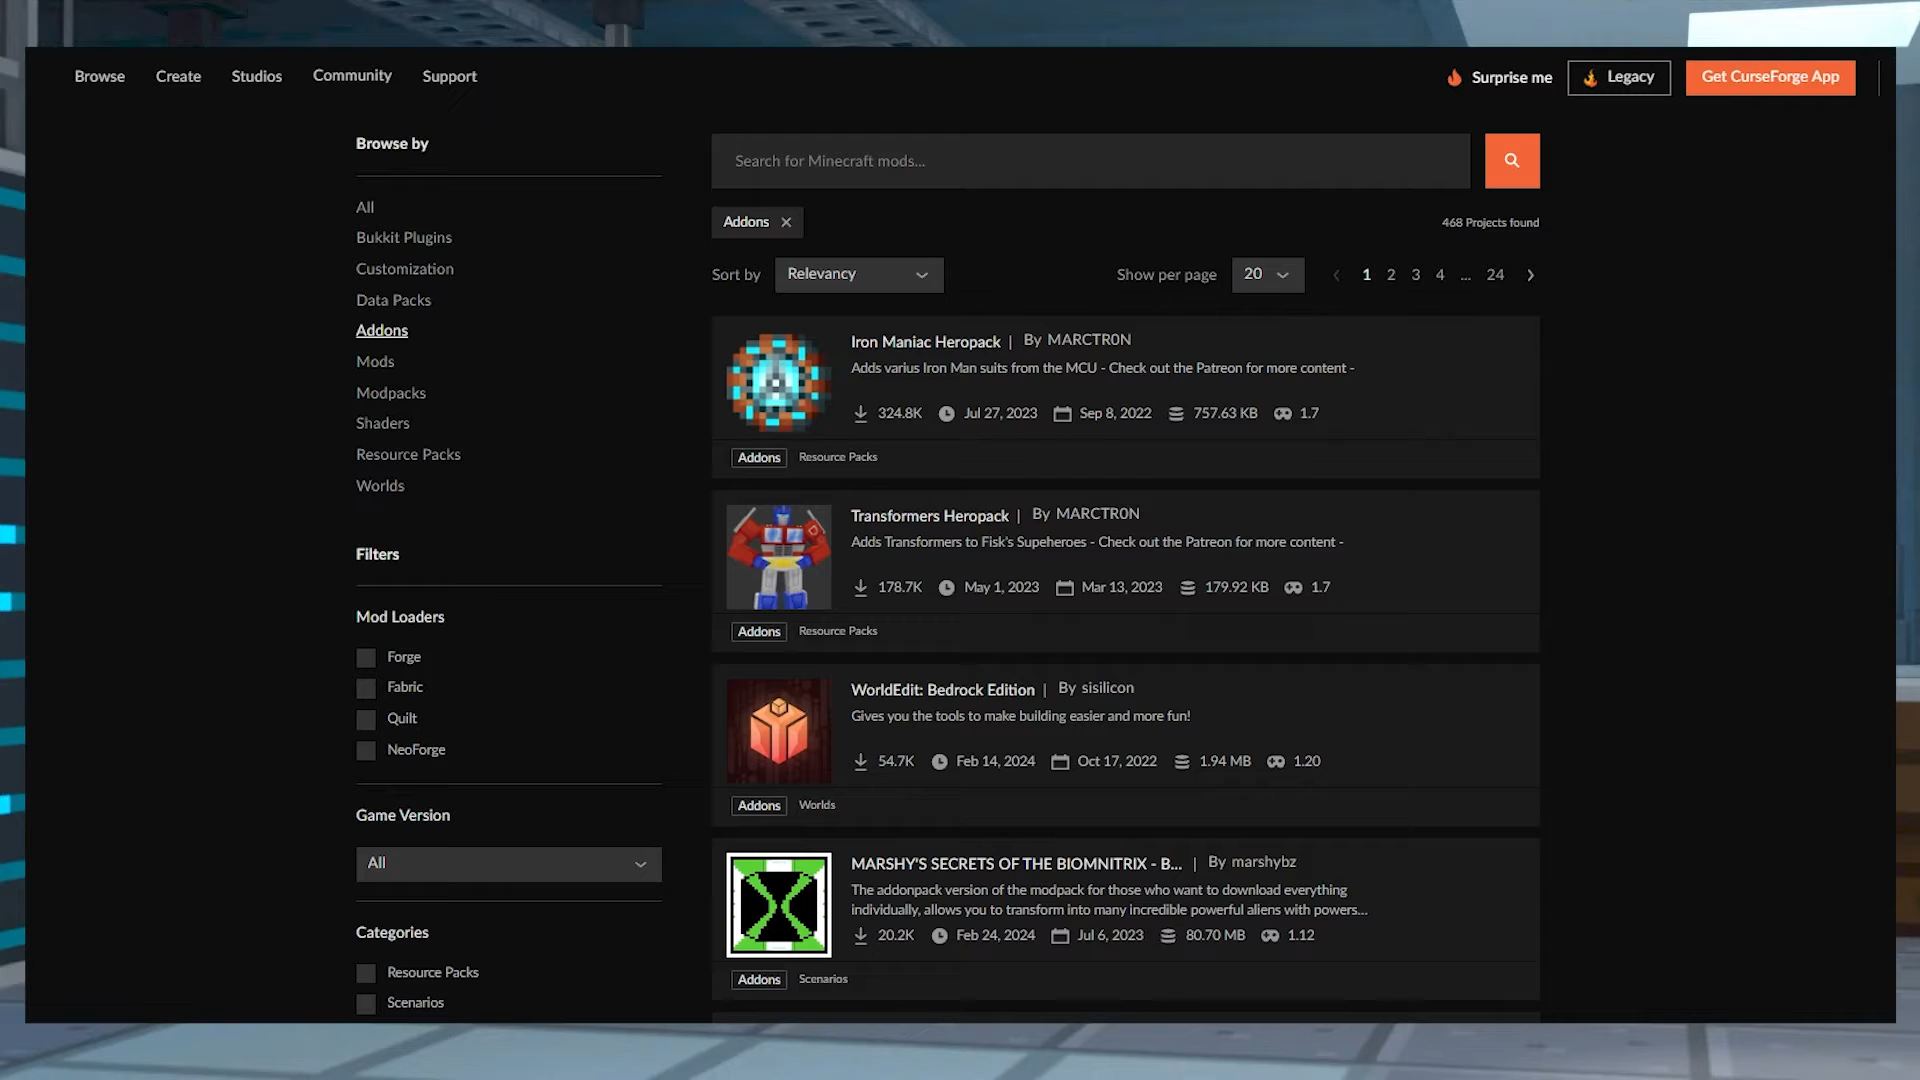 Browse
Create
Studios
Community
Support
Surprise me
Legacy
Get CurseForge App
Browse by
All
Bukkit Plugins
Customization
Data Packs
Addons
Mods
Modpacks
Shaders
Resource Packs
Worlds
Filters
Mod Loaders
Forge
Fabric
Quilt
NeoForge
Game Version
All
Categories
Resource Packs
Scenarios
Search for Minecraft mods...
Addons
468 Projects found
Sort by
Relevancy
Show per page
20
1 2 3 4 ... 24
Iron Maniac Heropack | By MARCTR0N
Adds varius Iron Man suits from the MCU - Check out the Patreon for more content -
324.8K Jul 27, 2023 Sep 8, 2022 757.63 KB 1.7
Addons Resource Packs
Transformers Heropack | By MARCTR0N
Adds Transformers to Fisk's Supeheroes - Check out the Patreon for more content -
178.7K May 1, 2023 Mar 13, 2023 179.92 KB 1.7
Addons Resource Packs
WorldEdit: Bedrock Edition | By sisilicon
Gives you the tools to make building easier and more fun!
54.7K Feb 14, 2024 Oct 17, 2022 1.94 MB 1.20
Addons Worlds
MARSHY'S SECRETS OF THE BIOMNITRIX - B... | By marshybz
The addonpack version of the modpack for those who want to download everything
individually, allows you to transform into many incredible powerful aliens with powers...
20.2K Feb 24, 2024 Jul 6, 2023 80.70 MB 1.12
Addons Scenarios